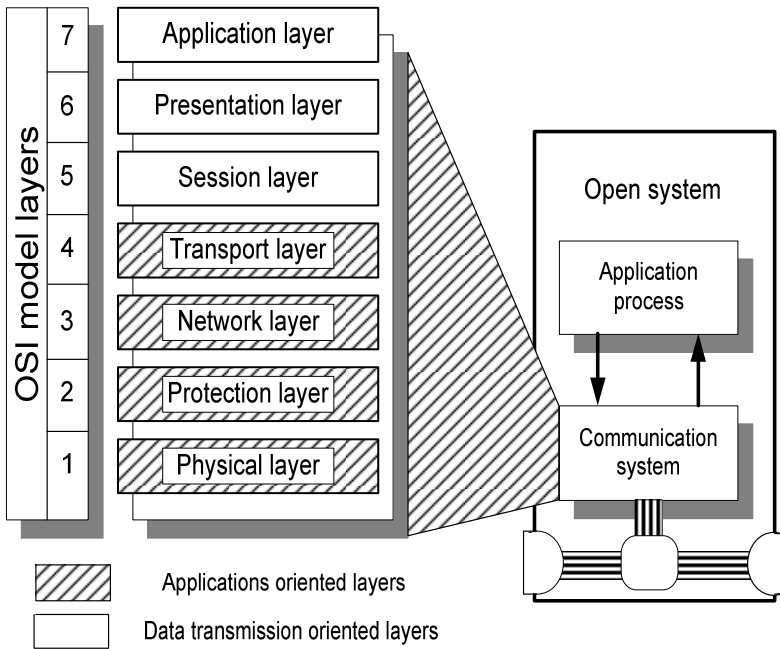 OSI model layers
7
Application layer
6
Presentation layer
5
Session layer
4
Transport layer
3
Network layer
2
Protection layer
1
Physical layer
Open system
Application
process
Communication
system
Applications oriented layers
Data transmission oriented layers